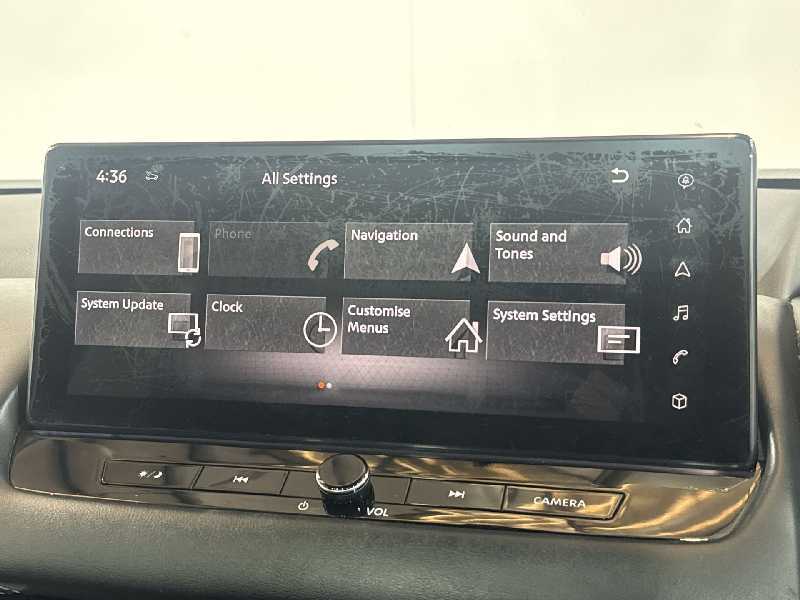 4:36
All Settings
Connections
Phone
Navigation
Sound and
Tones
System Update
Clock
Customise
Menus
System Settings
VOL
CAMERA